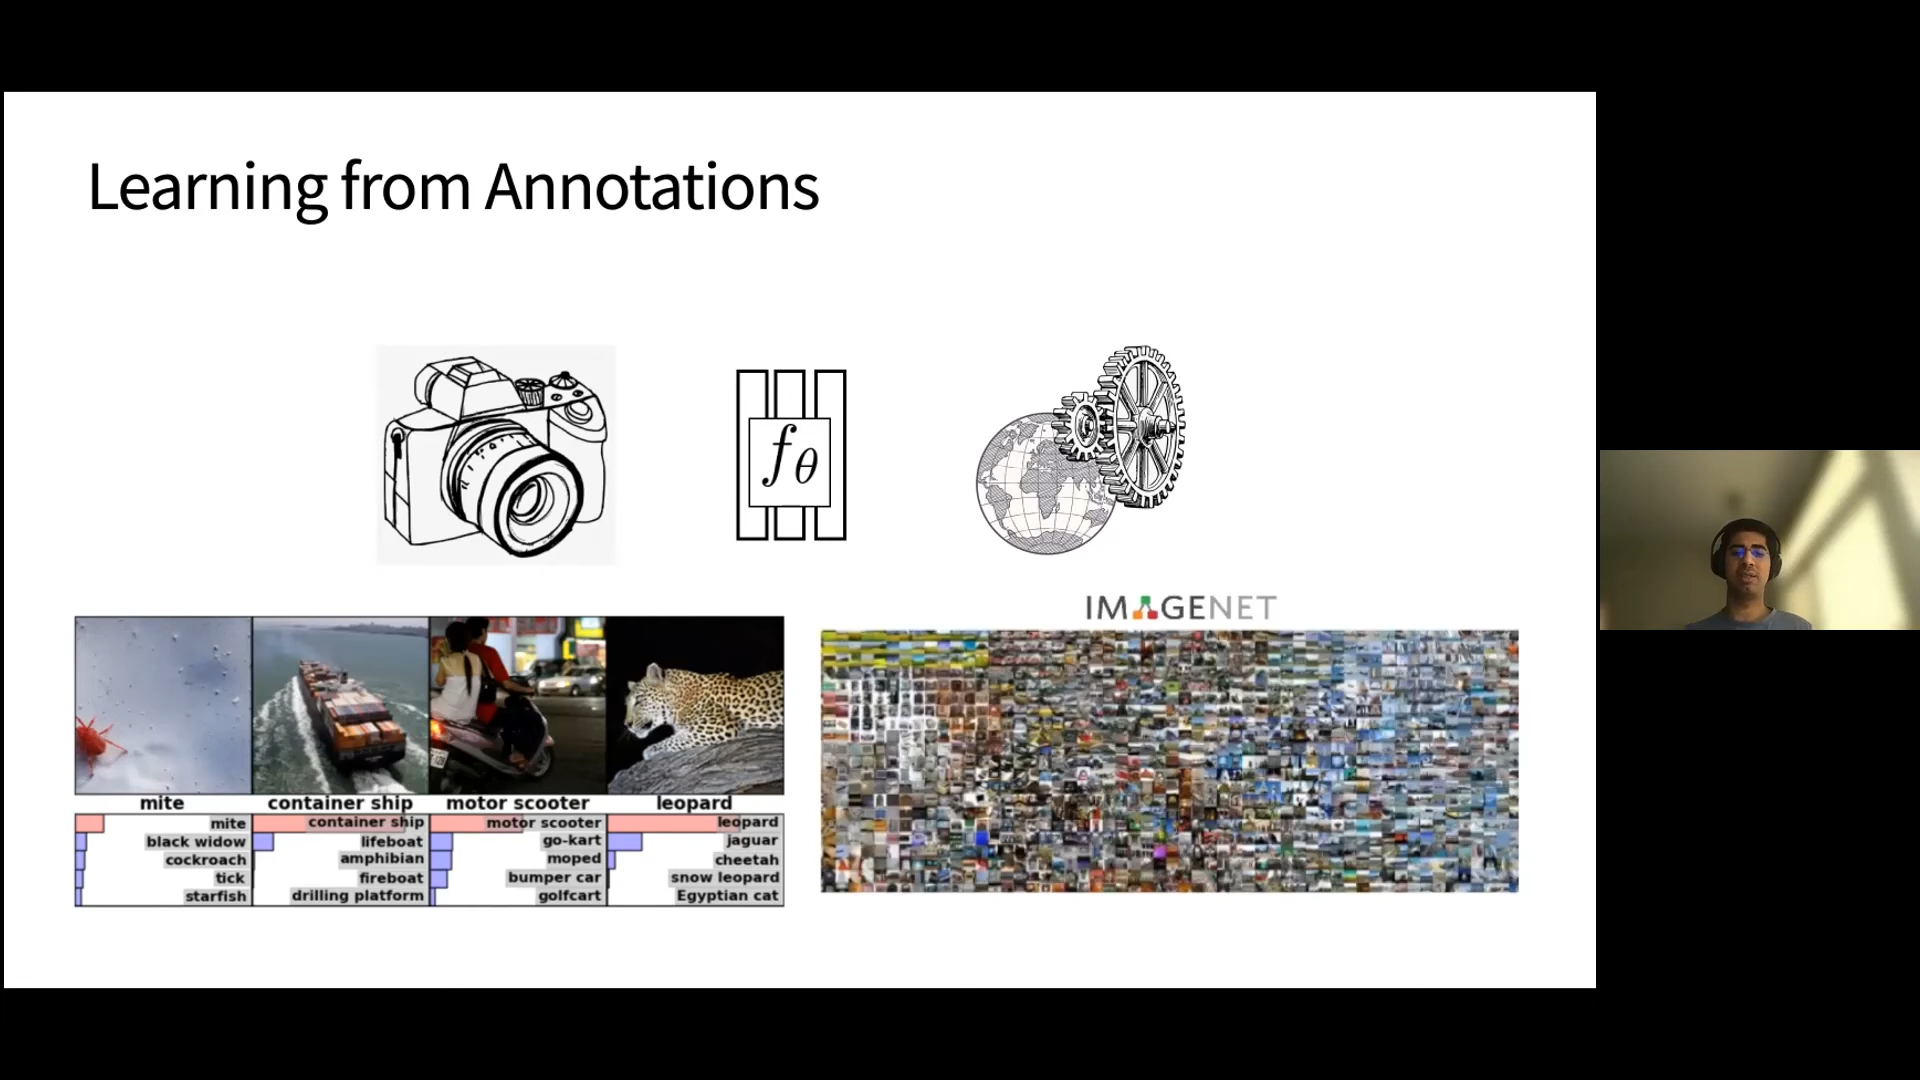 Learning from Annotations
fθ
IMAGENET
mite container ship motor scooter leopard
mite container ship motor scooter leopard
black widow lifeboat go-kart jaguar
cockroach amphibian moped cheetah
tick fireboat bumper car snow leopard
starfish drilling platform golfcart Egyptian cat